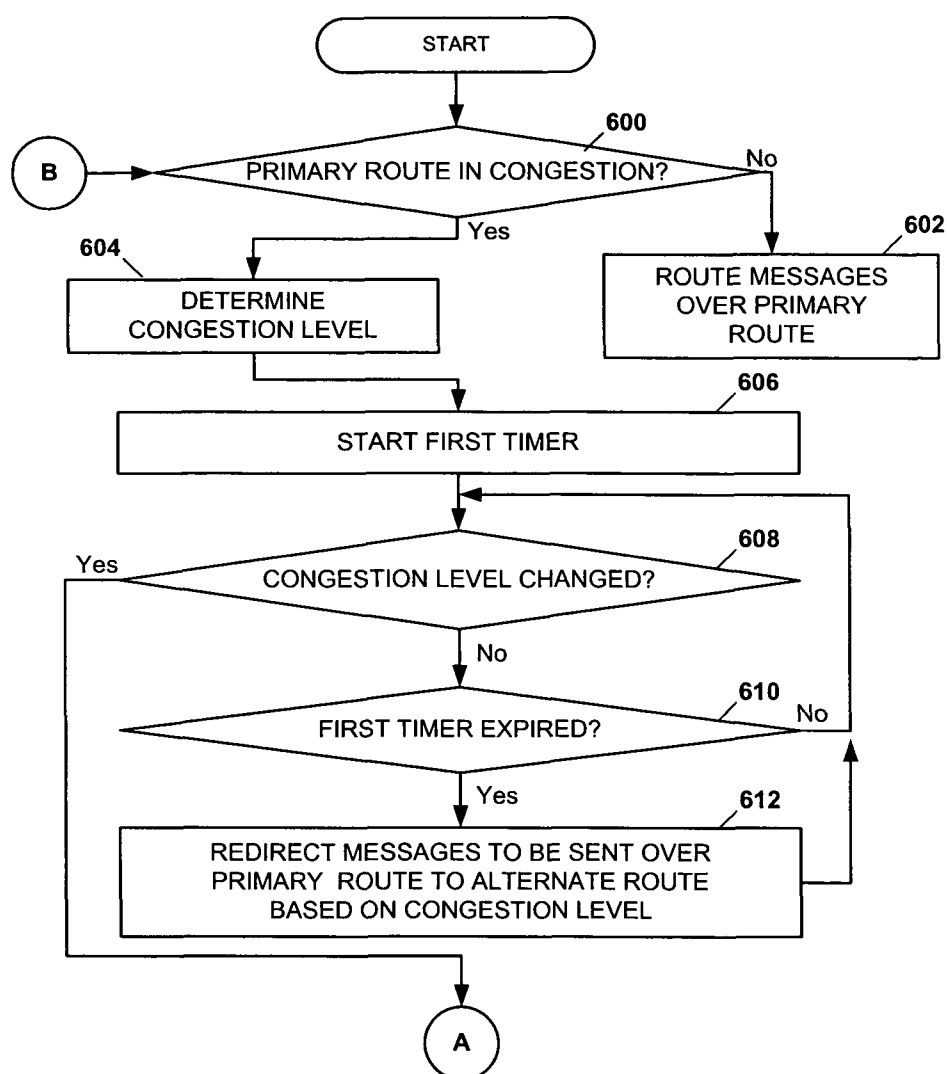 START
600
B
PRIMARY ROUTE IN CONGESTION?
No
Yes
604
602
DETERMINE
CONGESTION LEVEL
ROUTE MESSAGES
OVER PRIMARY
ROUTE
606
START FIRST TIMER
608
Yes
CONGESTION LEVEL CHANGED?
No
610
FIRST TIMER EXPIRED?
No
Yes
612
REDIRECT MESSAGES TO BE SENT OVER
PRIMARY ROUTE TO ALTERNATE ROUTE
BASED ON CONGESTION LEVEL
A